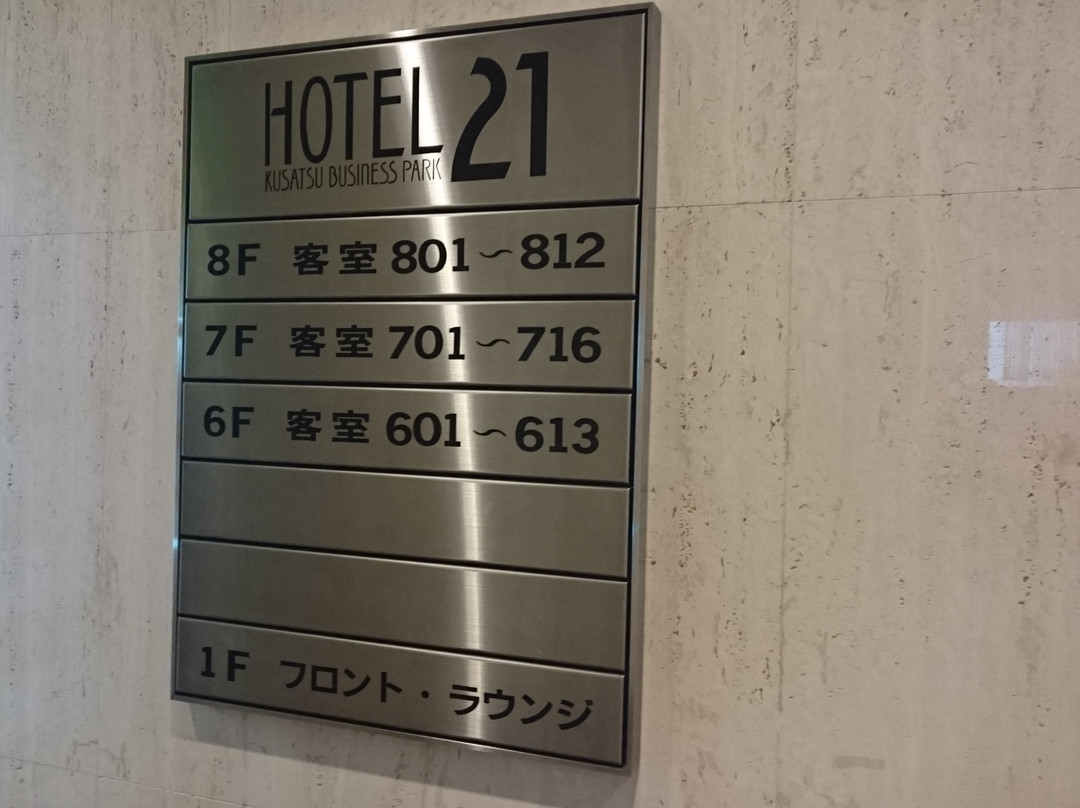 HOTEL 21
KUSATSU BUSINESS PARK
8F 客室 801~812
7F 客室 701~716
6F 客室 601~613
1F フロント・ラウンジ